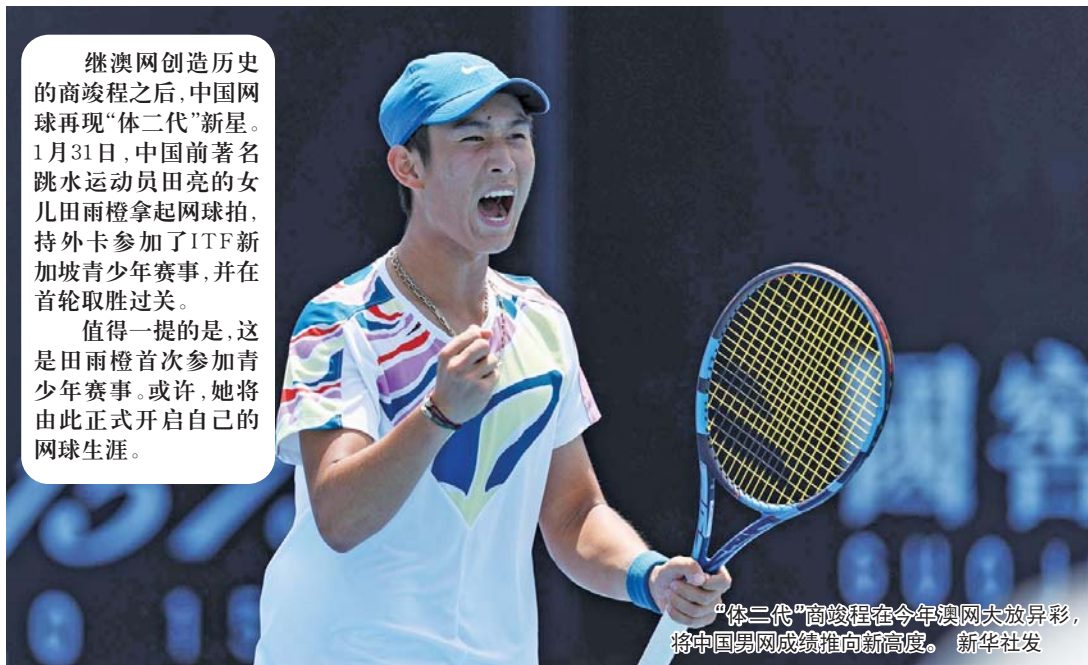 继澳网创造历史
的商竣程之后,中国网
球再现“体二代”新星。
1月31日,中国前著名
跳水运动员田亮的女
儿田雨橙拿起网球拍,
持外卡参加了ITF新
加坡青少年赛事,并在
首轮取胜过关。
值得一提的是,这
是田雨橙首次参加青
少年赛事。或许,她将
由此正式开启自己的
网球生涯。
“体二代”商竣程在今年澳网大放异彩,
将中国男网成绩推向新高度。 新华社发